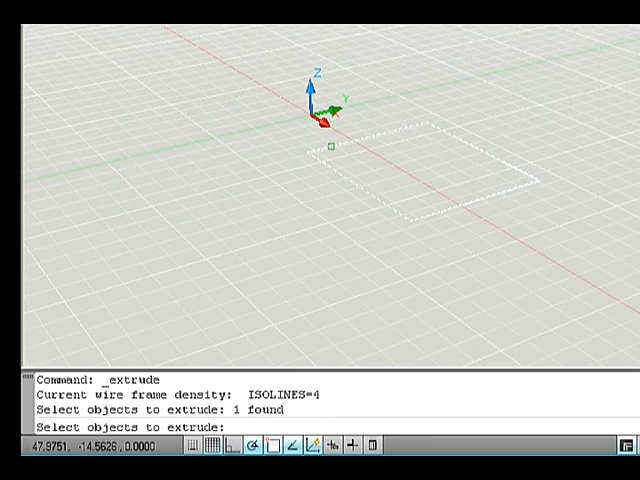 Z
Y
Command: _extrude
Current wire frame density:  ISOLINES=4
Select objects to extrude: 1 found
Select objects to extrude:
47.9751, -14.5626 , 0.0000